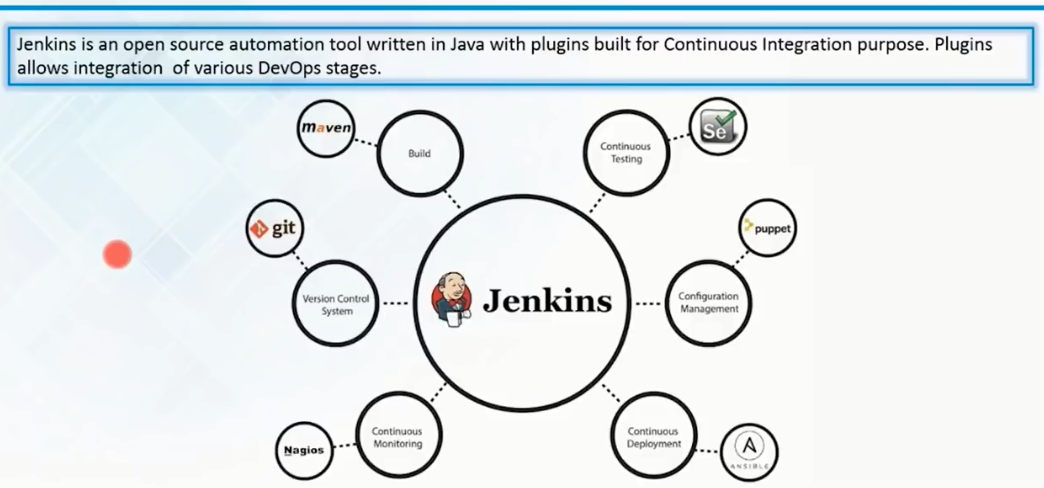 Jenkins is an open source automation tool written in Java with plugins built for Continuous Integration purpose. Plugins
allows integration of various DevOps stages.
maven
Build
Continuous
Testing
Se
git
puppet
Version Control
System
Jenkins
Configuration
Management
Continuous
Monitoring
Nagios
Continuous
Deployment
A
ANSIBLE